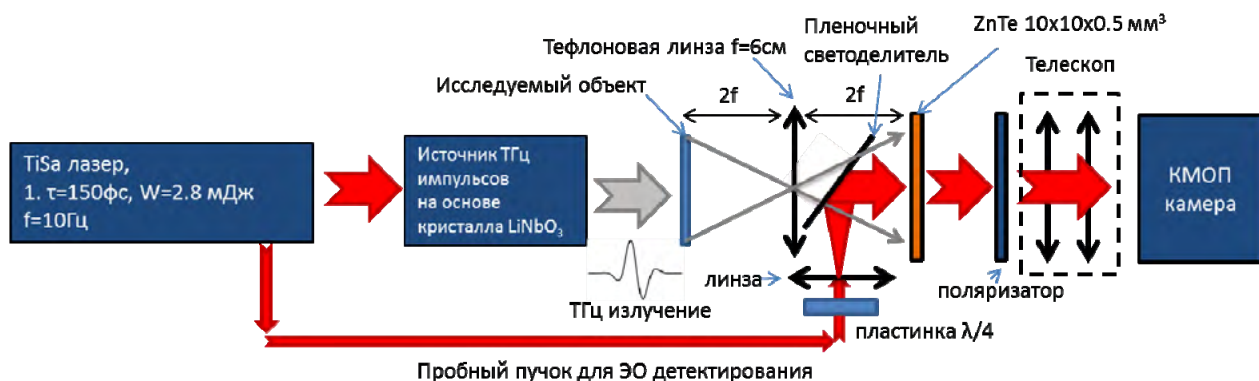 ZnTe 10x10x0.5 мм³
Пленочный
светоделитель
Тефлоновая линза f=6см
Телескоп
Исследуемый объект
2f
2f
TiSa лазер,
1. τ=150фс, W=2.8 мДж
f=10Гц
Источник ТГц
импульсов
на основе
кристалла LiNbO₃
КМОП
камера
линза
поляризатор
ТГц излучение
пластинка λ/4
Пробный пучок для ЭО детектирования